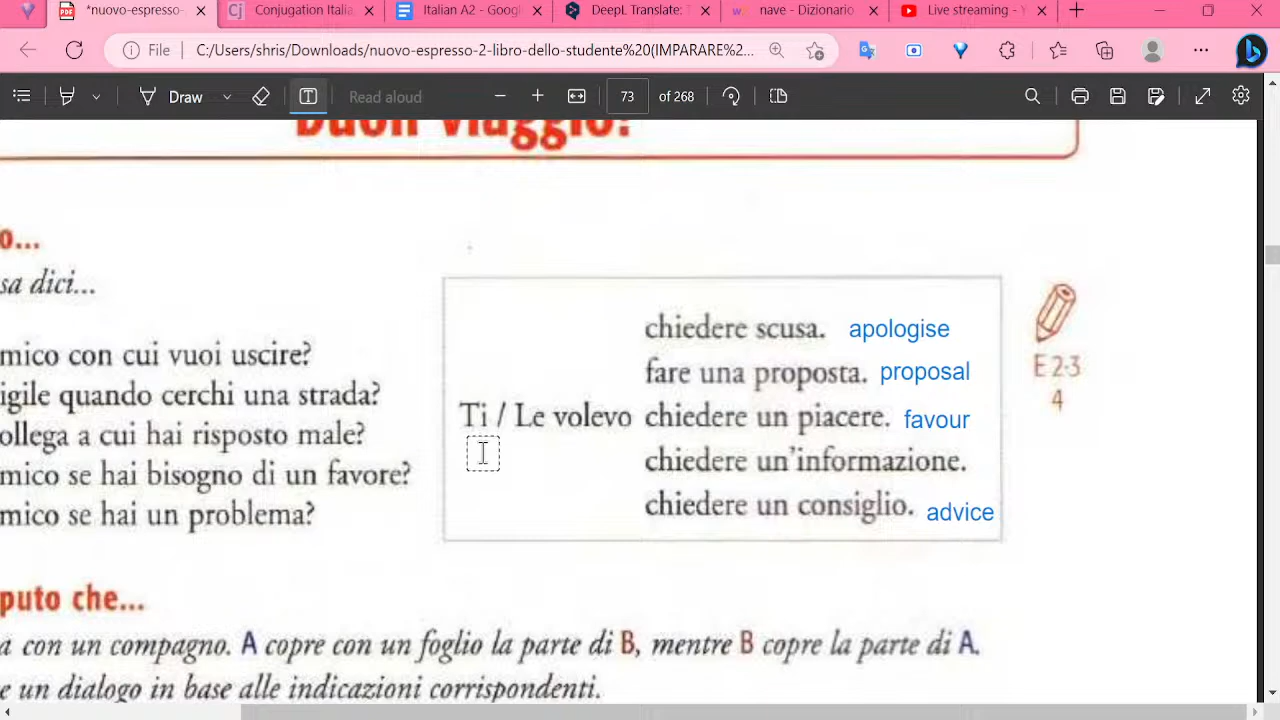 *nuovo-espresso-
Conjugation Italia
Italian A2 - Googl
DeepL Translate: T
nave - Dizionario
Live streaming - Y
File
C:/Users/shris/Downloads/nuovo-espresso-2-libro-dello-studente%20(IMPARARE%2...
Draw
Read aloud
73 of 268
Buon viaggio!
o...
sa dici...
mico con cui vuoi uscire?
igile quando cerchi una strada?
ollega a cui hai risposto male?
mico se hai bisogno di un favore?
mico se hai un problema?
chiedere scusa. apologise
fare una proposta. proposal
Ti / Le volevo chiedere un piacere. favour
chiedere un'informazione.
chiedere un consiglio. advice
E 2·3
4
puto che...
a con un compagno. A copre con un foglio la parte di B, mentre B copre la parte di A.
e un dialogo in base alle indicazioni corrispondenti.